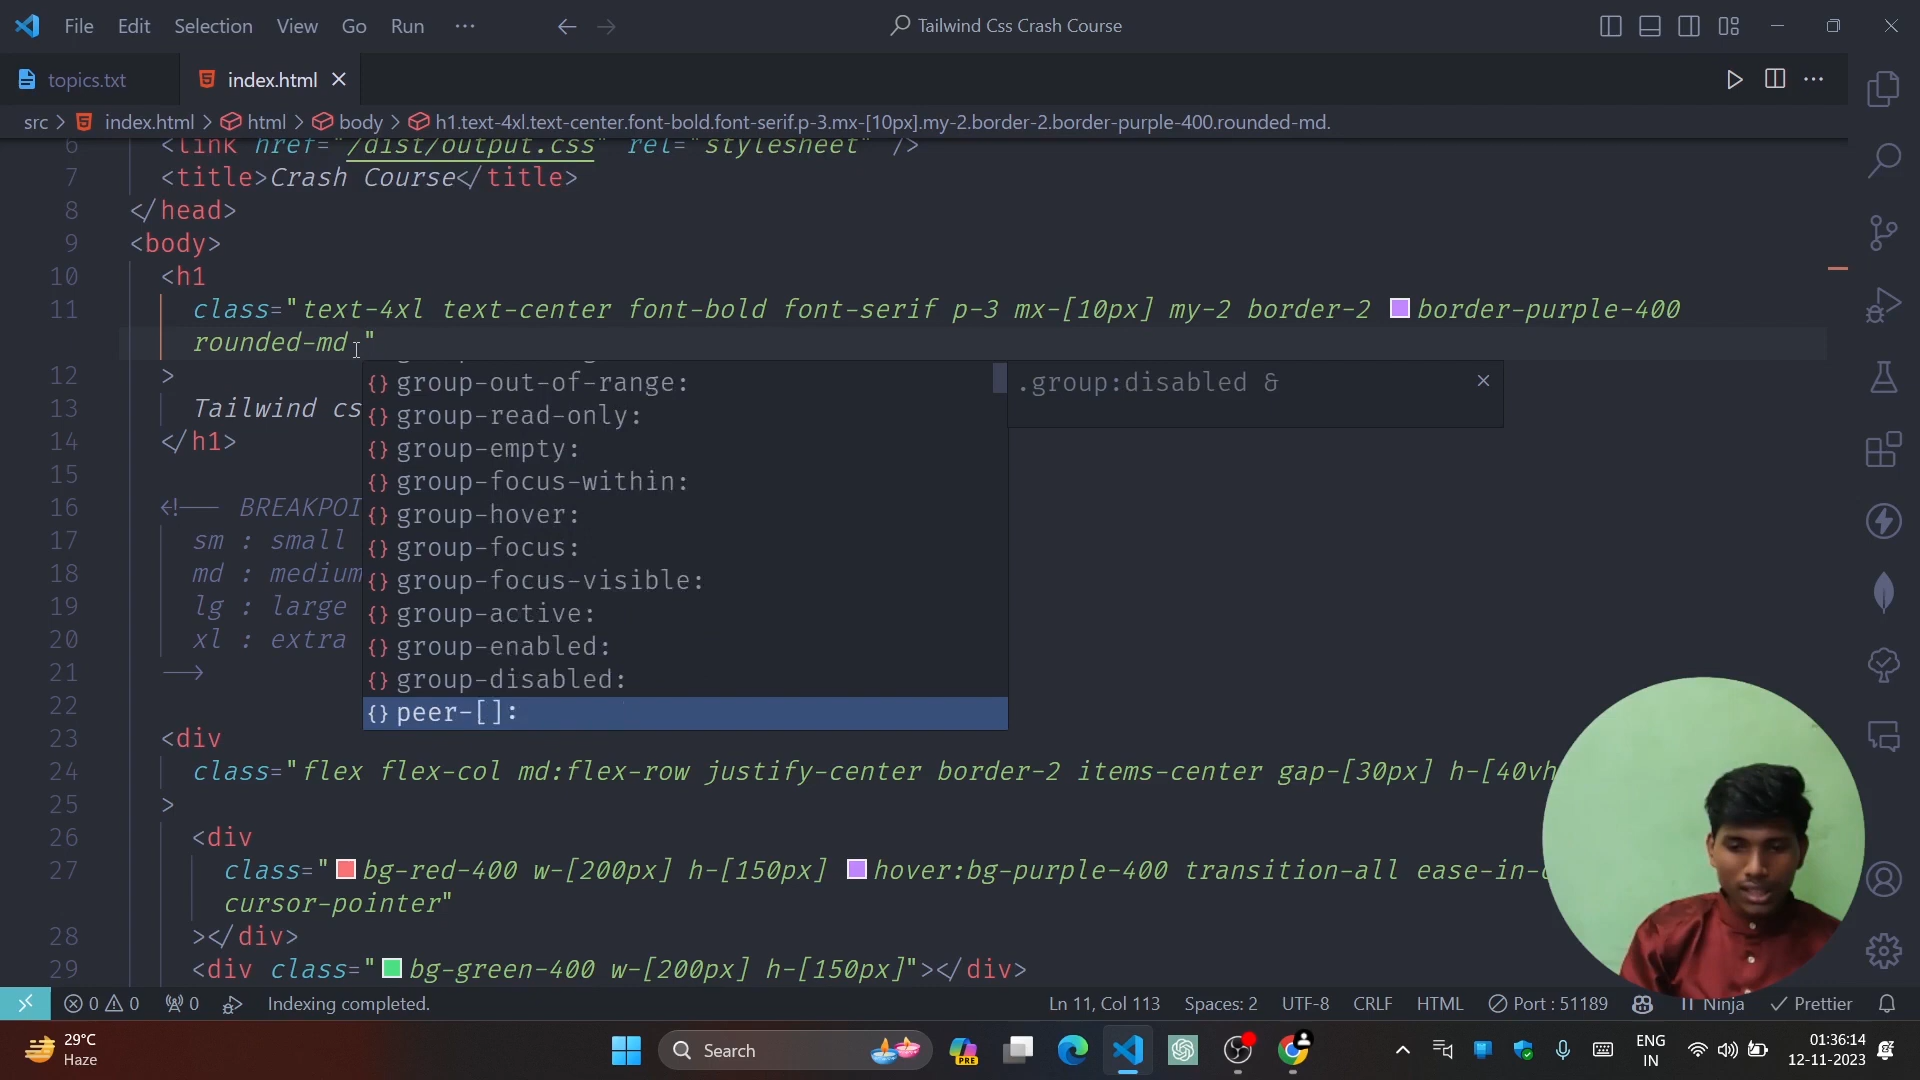 File Edit Selection View Go Run ··· Tailwind Css Crash Course
topics.txt index.html
src > index.html > html > body > h1.text-4xl.text-center.font-bold.font-serif.p-3.mx-[10px].my-2.border-2.border-purple-400.rounded-md.
6 <link href="/dist/output.css" rel="stylesheet" />
7 <title>Crash Course</title>
8 </head>
9 <body>
10 <h1
11 class="text-4xl text-center font-bold font-serif p-3 mx-[10px] my-2 border-2 border-purple-400
rounded-md "
12 >
13 Tailwind cs
14 </h1>
15
16 <!-- BREAKPOI
17 sm : small
18 md : medium
19 lg : large
20 xl : extra
21 -->
22
23 <div
24 class="flex flex-col md:flex-row justify-center border-2 items-center gap-[30px] h-[40vh
25 >
26 <div
27 class="bg-red-400 w-[200px] h-[150px] hover:bg-purple-400 transition-all ease-in-
cursor-pointer"
28 ></div>
29 <div class="bg-green-400 w-[200px] h-[150px]"></div>
{} group-out-of-range:
{} group-read-only:
{} group-empty:
{} group-focus-within:
{} group-hover:
{} group-focus:
{} group-focus-visible:
{} group-active:
{} group-enabled:
{} group-disabled:
{} peer-[]:
.group:disabled &
0 0 0 Indexing completed. Ln 11, Col 113 Spaces: 2 UTF-8 CRLF HTML Port : 51189 Ninja Prettier
29°C
Haze
Search
PRE
ENG
IN
01:36:14
12-11-2023